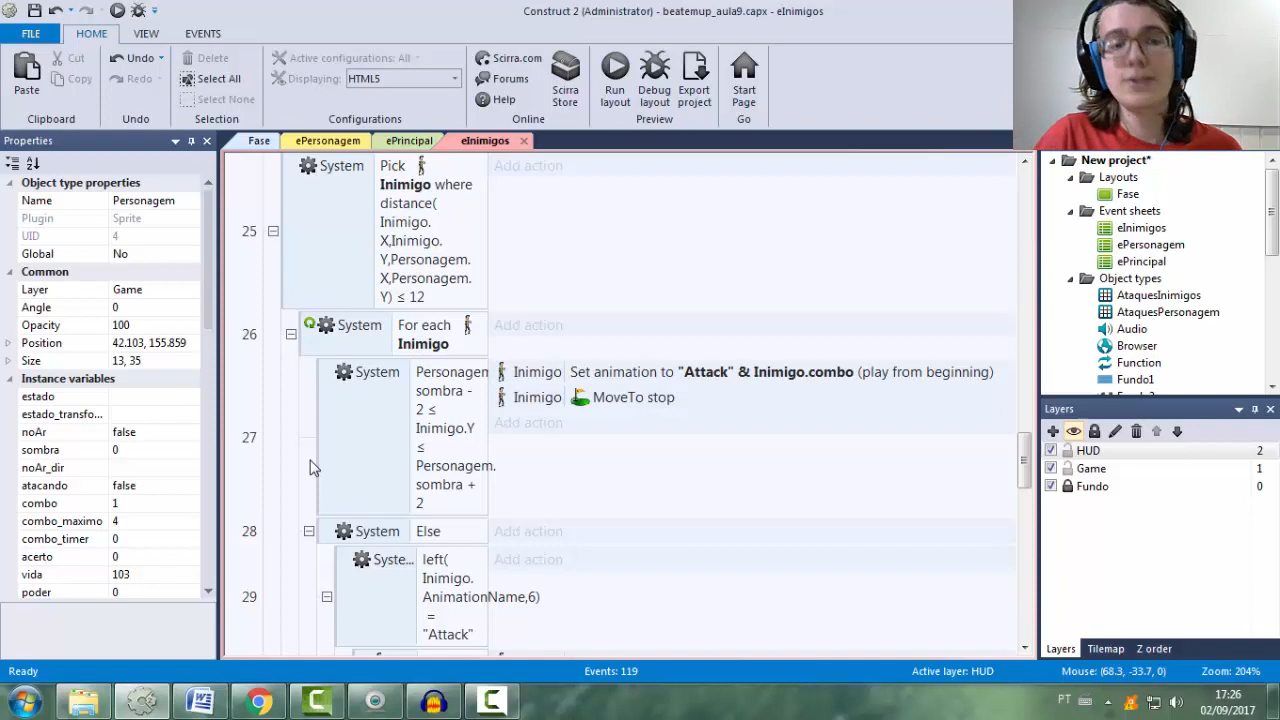 Construct 2 (Administrator) - beatemup_aula9.capx - eInimigos
FILE HOME VIEW EVENTS
Paste
Cut
Copy
Clipboard
Undo
Redo
Undo
Delete
Select All
Select None
Selection
Active configurations: All
Displaying: HTML5
Configurations
Scirra.com
Forums
Help
Scirra Store
Online
Run layout
Debug layout
Export project
Preview
Start Page
Go
Properties
Object type properties
Name Personagem
Plugin Sprite
UID 4
Global No
Common
Layer Game
Angle 0
Opacity 100
Position 42.103, 155.859
Size 13, 35
Instance variables
estado
estado_transfo...
noAr false
sombra 0
noAr_dir
atacando false
combo 1
combo_maximo 4
combo_timer 0
acerto 0
vida 103
poder 0
Fase ePersonagem ePrincipal eInimigos
25
System
Pick
Inimigo where
distance(
Inimigo.
X,Inimigo.
Y,Personagem.
X,Personagem.
Y) ≤ 12
Add action
26
System
For each
Inimigo
Add action
27
System
Personagem
sombra -
2 ≤
Inimigo.Y
≤
Personagem.
sombra +
2
Inimigo Set animation to "Attack" & Inimigo.combo (play from beginning)
Inimigo MoveTo stop
Add action
28
System
Else
Add action
29
Syste...
left(
Inimigo.
AnimationName,6)
=
"Attack"
Add action
New project*
Layouts
Fase
Event sheets
eInimigos
ePersonagem
ePrincipal
Object types
AtaquesInimigos
AtaquesPersonagem
Audio
Browser
Function
Fundo1
Layers
HUD 2
Game 1
Fundo 0
Layers Tilemap Z order
Ready
Events: 119
Active layer: HUD
Mouse: (68.3, -33.7, 0)
Zoom: 204%
PT
17:26
02/09/2017